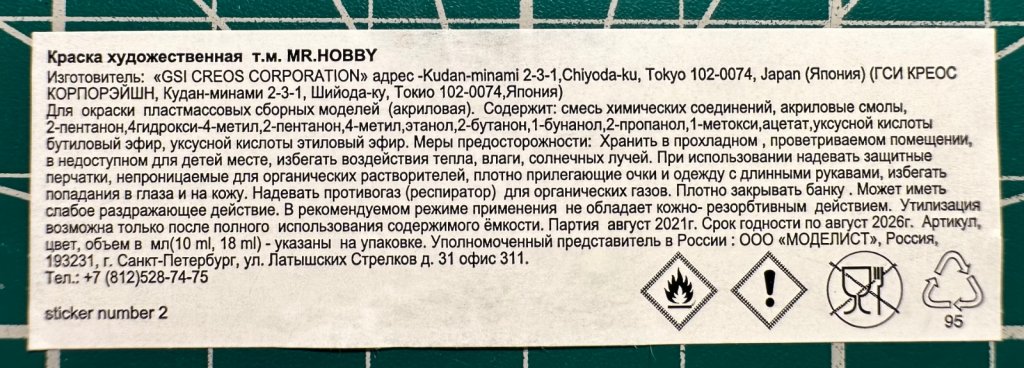 Краска художественная т.м. MR.HOBBY
Изготовитель: «GSI CREOS CORPORATION» адрес -Kudan-minami 2-3-1,Chiyoda-ku, Tokyo 102-0074, Japan (Япония) (ГСИ КРЕОС
КОРПОРЭЙШН, Кудан-минами 2-3-1, Шийода-ку, Токио 102-0074,Япония)
Для окраски пластмассовых сборных моделей (акриловая). Содержит: смесь химических соединений, акриловые смолы,
2-пентанон,4гидрокси-4-метил,2-пентанон,4-метил,этанол,2-бутанон,1-бунанол,2-пропанол,1-метокси,ацетат,уксусной кислоты
бутиловый эфир, уксусной кислоты этиловый эфир. Меры предосторожности: Хранить в прохладном , проветриваемом помещении,
в недоступном для детей месте, избегать воздействия тепла, влаги, солнечных лучей. При использовании надевать защитные
перчатки, непроницаемые для органических растворителей, плотно прилегающие очки и одежду с длинными рукавами, избегать
попадания в глаза и на кожу. Надевать противогаз (респиратор) для органических газов. Плотно закрывать банку . Может иметь
слабое раздражающее действие. В рекомендуемом режиме применения не обладает кожно- резорбтивным действием. Утилизация
возможна только после полного использования содержимого ёмкости. Партия август 2021г. Срок годности по август 2026г. Артикул,
цвет, объем в мл(10 ml, 18 ml) - указаны на упаковке. Уполномоченный представитель в России : ООО «МОДЕЛИСТ», Россия,
193231, г. Санкт-Петербург, ул. Латышских Стрелков д. 31 офис 311.
Тел.: +7 (812)528-74-75
sticker number 2
95